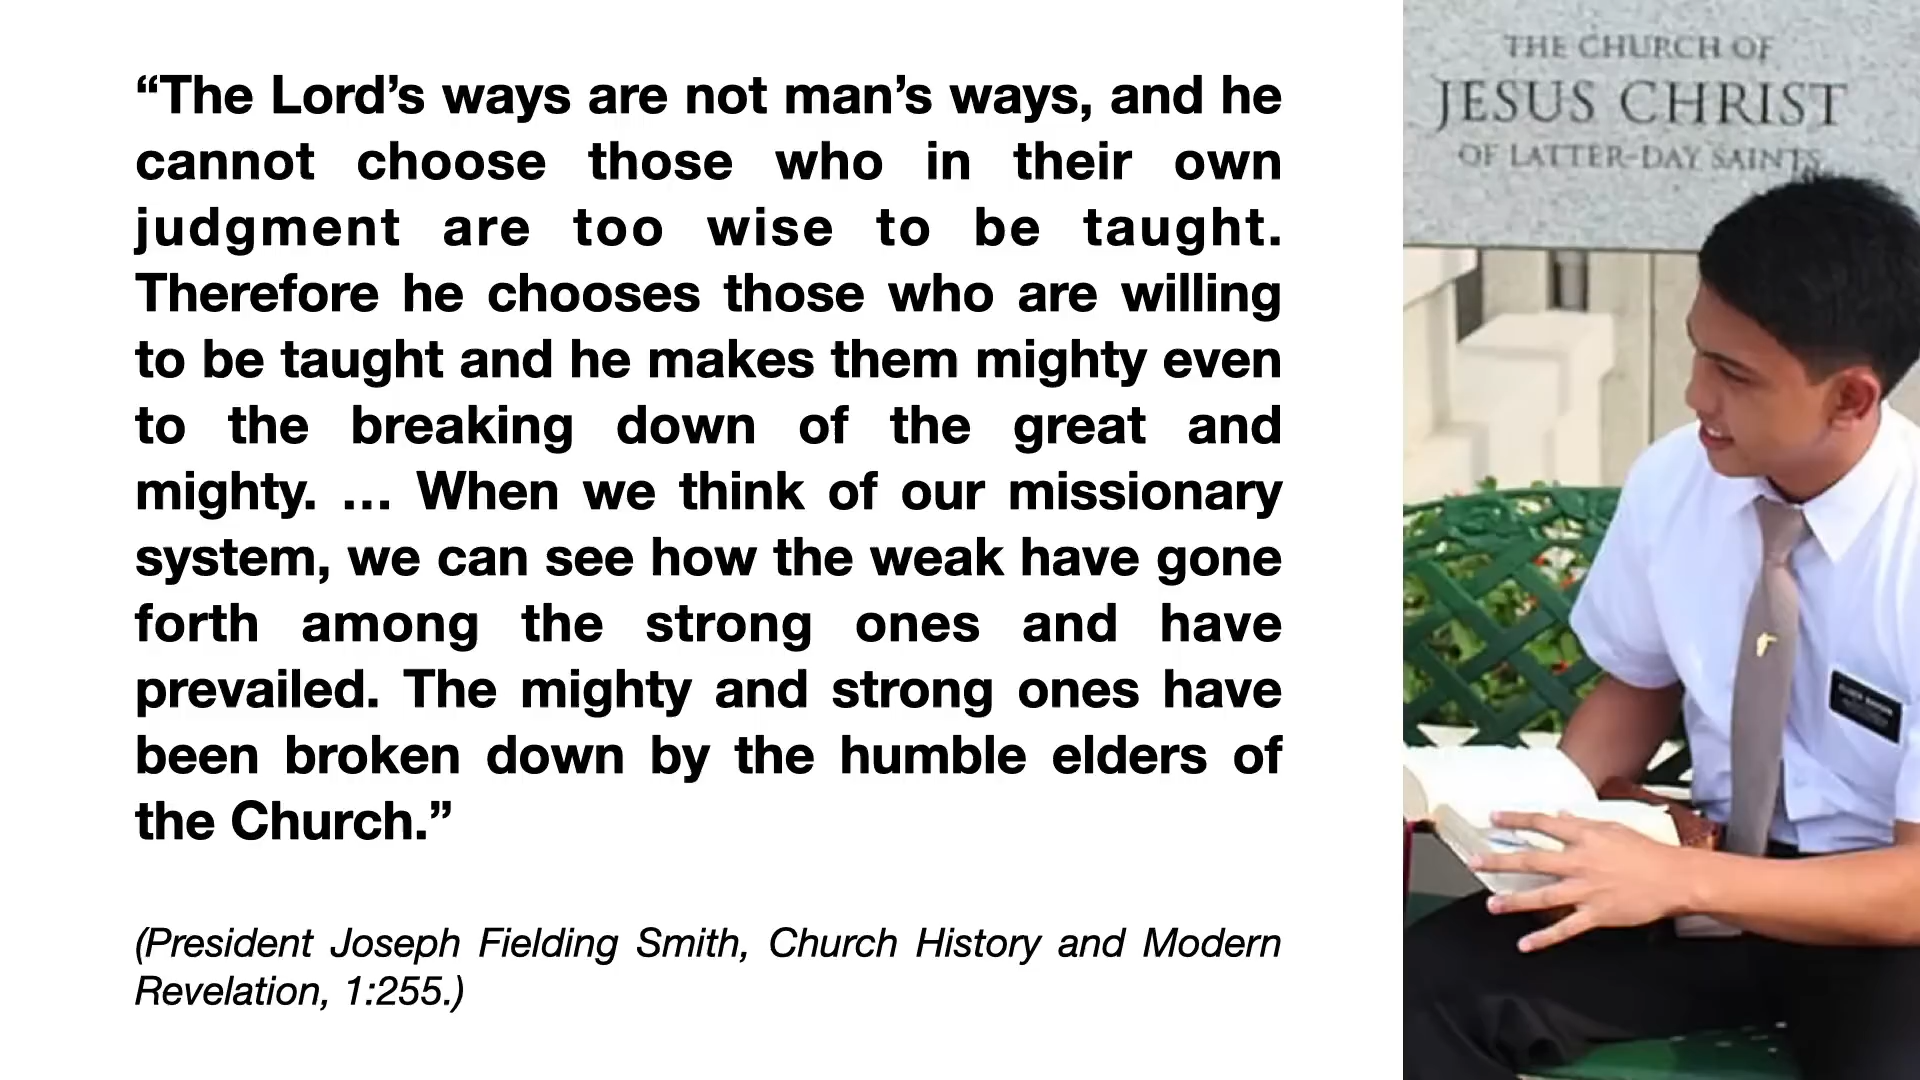 “The Lord’s ways are not man’s ways, and he
cannot choose those who in their own
judgment are too wise to be taught.
Therefore he chooses those who are willing
to be taught and he makes them mighty even
to the breaking down of the great and
mighty. … When we think of our missionary
system, we can see how the weak have gone
forth among the strong ones and have
prevailed. The mighty and strong ones have
been broken down by the humble elders of
the Church.”
(President Joseph Fielding Smith, Church History and Modern
Revelation, 1:255.)
THE CHURCH OF
JESUS CHRIST
OF LATTER-DAY SAINTS